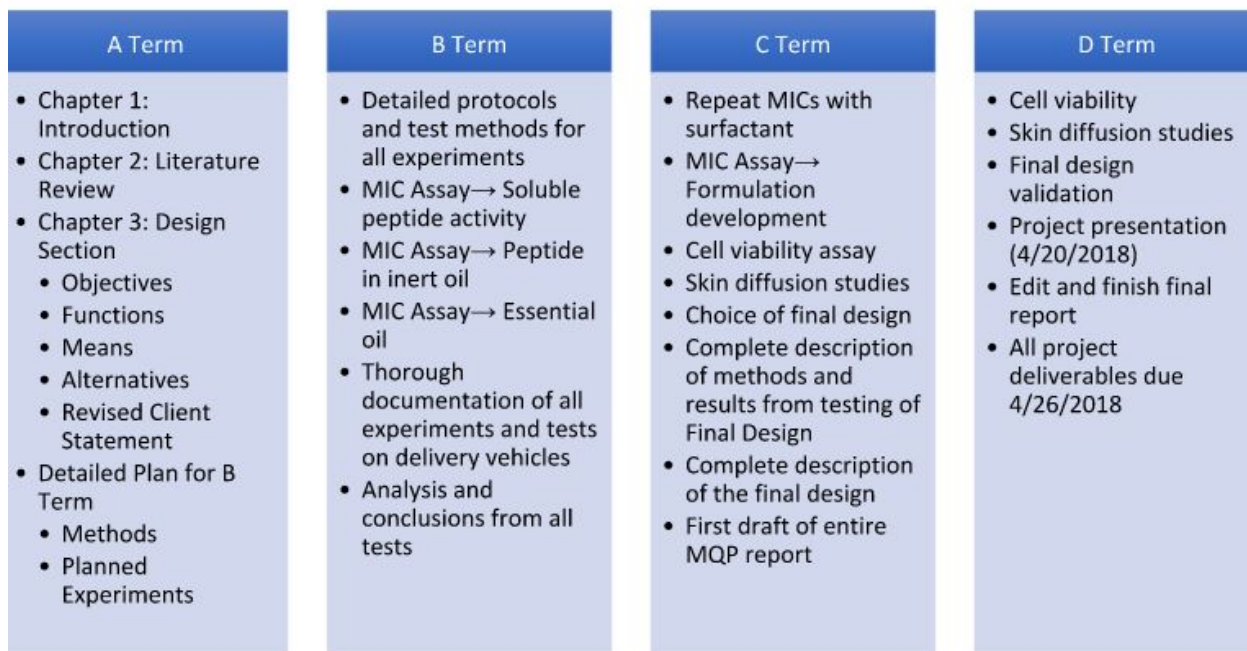 A Term
• Chapter 1:
Introduction
• Chapter 2: Literature
Review
• Chapter 3: Design
Section
• Objectives
• Functions
• Means
• Alternatives
• Revised Client
Statement
• Detailed Plan for B
Term
• Methods
• Planned
Experiments
B Term
• Detailed protocols
and test methods for
all experiments
• MIC Assay→ Soluble
peptide activity
• MIC Assay→ Peptide
in inert oil
• MIC Assay→ Essential
oil
• Thorough
documentation of all
experiments and tests
on delivery vehicles
• Analysis and
conclusions from all
tests
C Term
• Repeat MICs with
surfactant
• MIC Assay→
Formulation
development
• Cell viability assay
• Skin diffusion studies
• Choice of final design
• Complete description
of methods and
results from testing of
Final Design
• Complete description
of the final design
• First draft of entire
MQP report
D Term
• Cell viability
• Skin diffusion studies
• Final design
validation
• Project presentation
(4/20/2018)
• Edit and finish final
report
• All project
deliverables due
4/26/2018